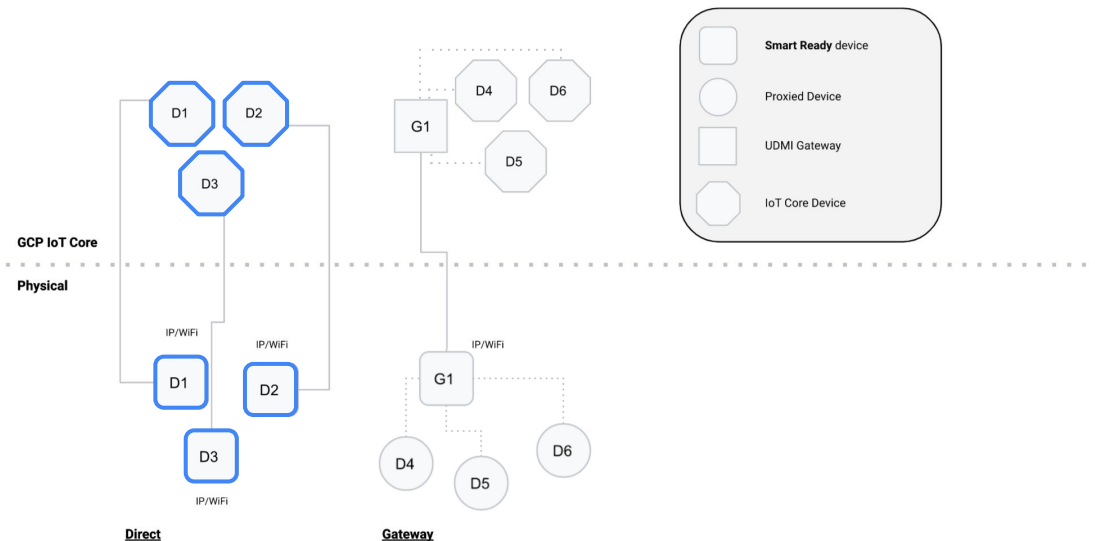 D1
D2
D3
G1
D4
D6
D5
Smart Ready device
Proxied Device
UDMI Gateway
IoT Core Device
GCP IoT Core
Physical
IP/WiFi
D1
IP/WiFi
D2
D3
IP/WiFi
IP/WiFi
G1
D4
D5
D6
Direct
Gateway